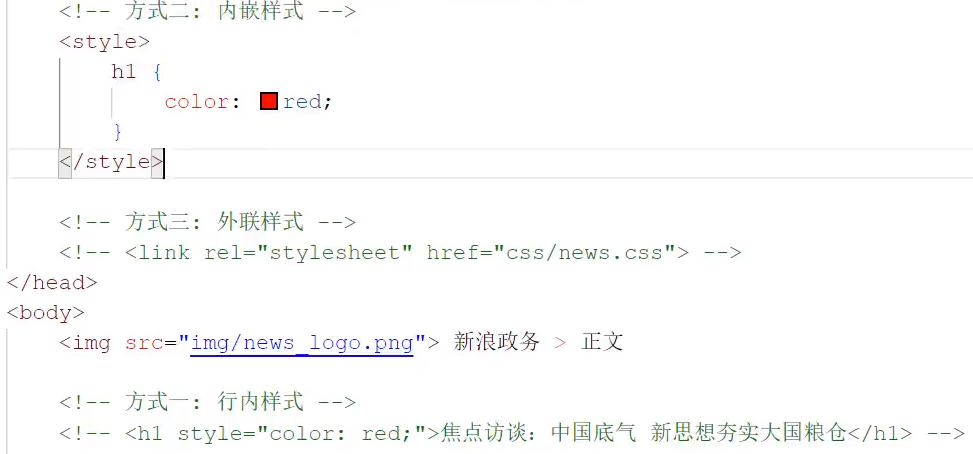 <!-- 方式二: 内嵌样式 -->
<style>
h1 {
color: red;
}
</style>
<!-- 方式三: 外联样式 -->
<!-- <link rel="stylesheet" href="css/news.css"> -->
</head>
<body>
<img src="img/news_logo.png"> 新浪政务 > 正文
<!-- 方式一: 行内样式 -->
<!-- <h1 style="color: red;">焦点访谈: 中国底气 新思想夯实大国粮仓</h1> -->